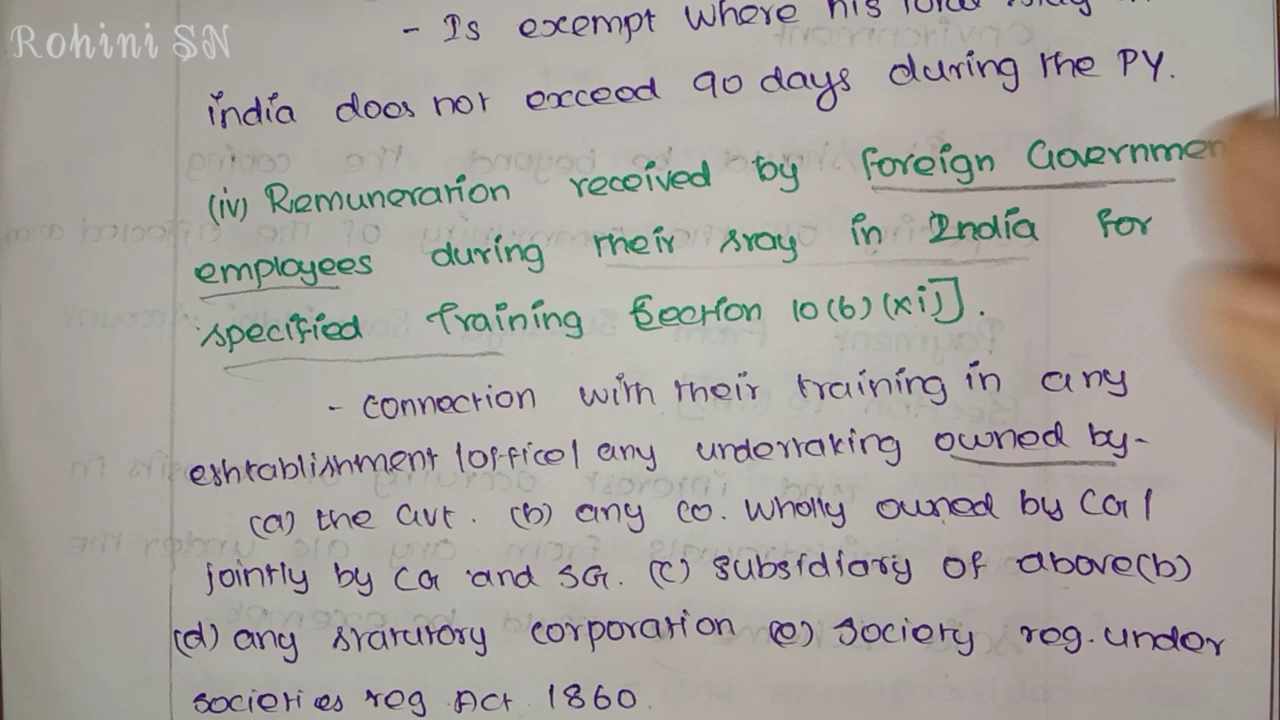 Rohini SN
- Is exempt where his total stay
india does not exceed 90 days during the PY.
(iv) Remuneration received by foreign Governmen
employees during their stay in India for
specified Training [Section 10(6)(xi)].
- connection with their training in any
eshtablishment /office/ any undertaking owned by-
(a) the Gvt. (b) any co. wholly owned by CG/
jointly by CG and SG. (c) subsidiary of above(b)
(d) any statutory corporation (e) society reg. under
societies reg Act 1860.